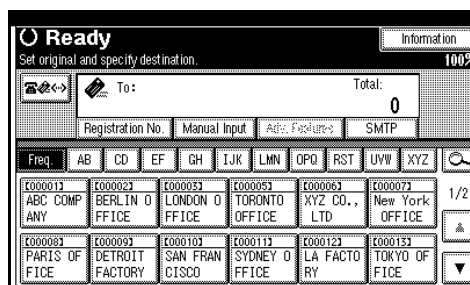 Ready
Information
Set original and specify destination.
100%
To:
Total:
0
Registration No.
Manual Input
Adv. Features
SMTP
Freq.
AB
CD
EF
GH
IJK
LMN
OPQ
RST
UVW
XYZ
[00001]
ABC COMP
ANY
[00002]
BERLIN O
FFICE
[00003]
LONDON O
FFICE
[00005]
TORONTO
OFFICE
[00006]
XYZ CO.,
LTD
[00007]
New York
OFFICE
1/2
[00008]
PARIS OF
FICE
[00009]
DETROIT
FACTORY
[00010]
SAN FRAN
CISCO
[00011]
SYDNEY O
FFICE
[00012]
LA FACTO
RY
[00013]
TOKYO OF
FICE